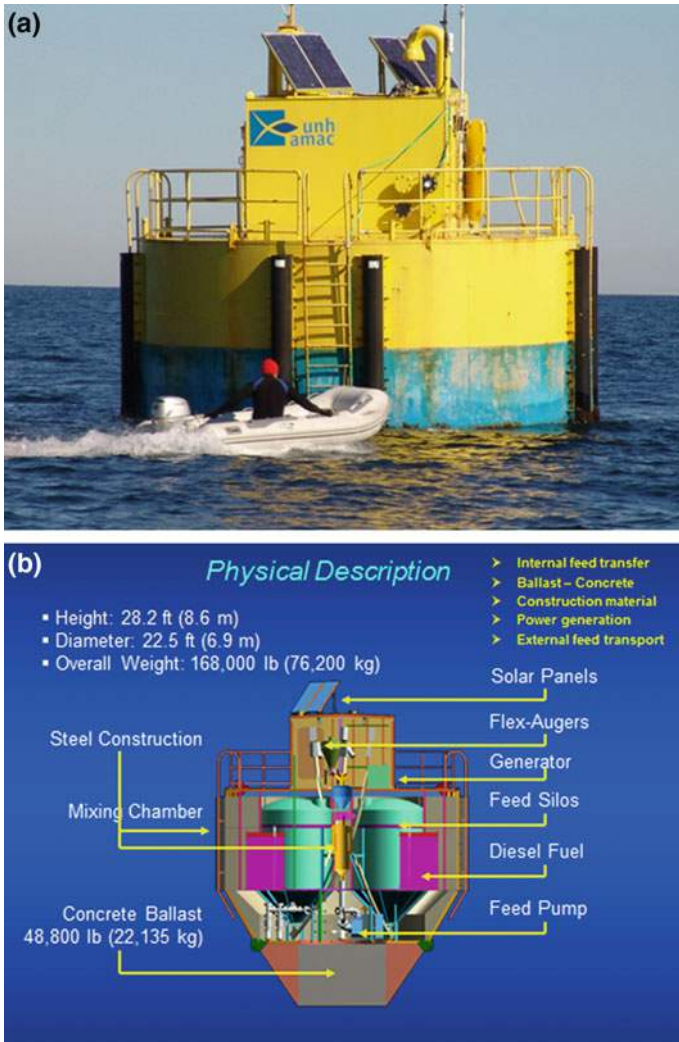 (a)
unh
amac
(b)
Physical Description
➢ Internal feed transfer
➢ Ballast – Concrete
➢ Construction material
➢ Power generation
➢ External feed transport
▪ Height: 28.2 ft (8.6 m)
▪ Diameter: 22.5 ft (6.9 m)
▪ Overall Weight: 168,000 lb (76,200 kg)
Solar Panels
Flex-Augers
Steel Construction
Generator
Feed Silos
Mixing Chamber
Diesel Fuel
Concrete Ballast
48,800 lb (22,135 kg)
Feed Pump